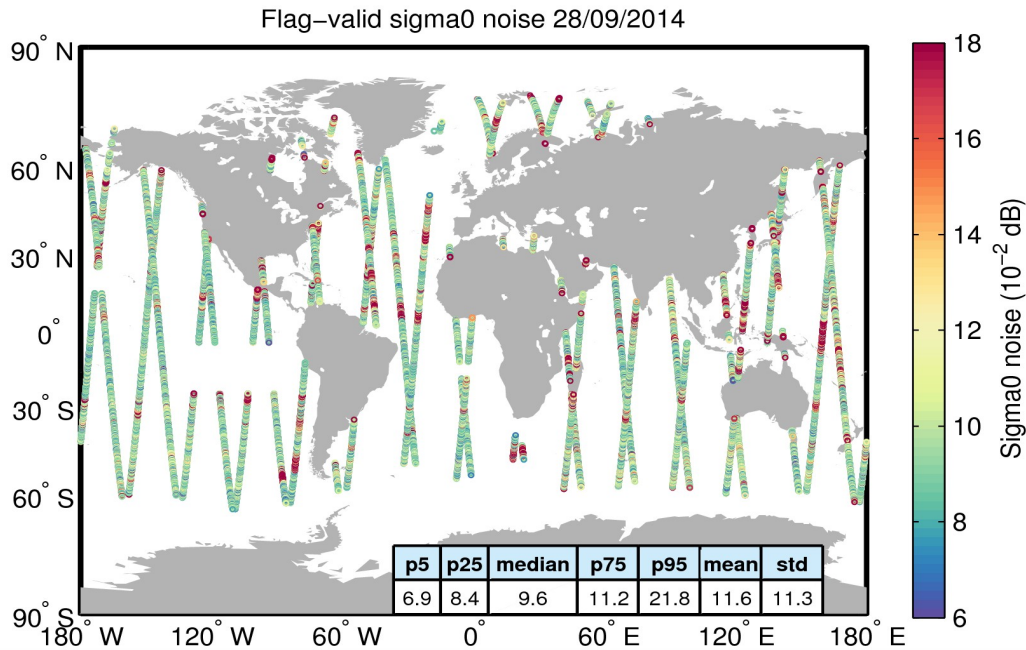 Flag−valid sigma0 noise 28/09/2014
90° N
60° N
30° N
0°
30° S
60° S
90° S
180° W
120° W
60° W
0°
60° E
120° E
180° E
p5 p25 median p75 p95 mean std
6.9 8.4 9.6 11.2 21.8 11.6 11.3
18
16
14
12
10
8
6
Sigma0 noise (10⁻² dB)